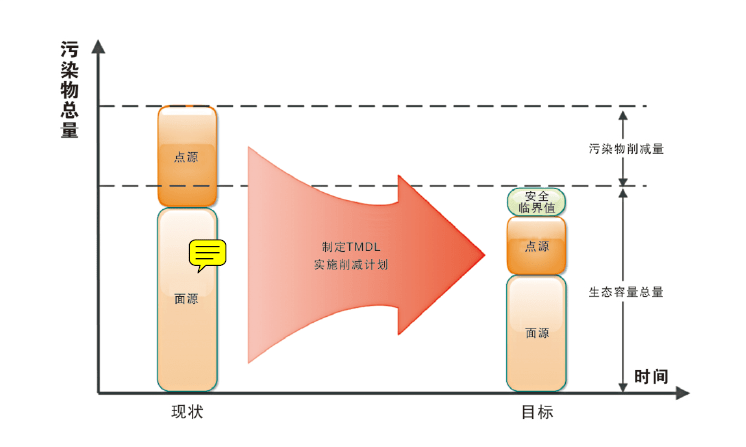 污染物总量
点源
面源
制定TMDL
实施削减计划
安全
临界值
点源
面源
污染物削减量
生态容量总量
时间
现状
目标